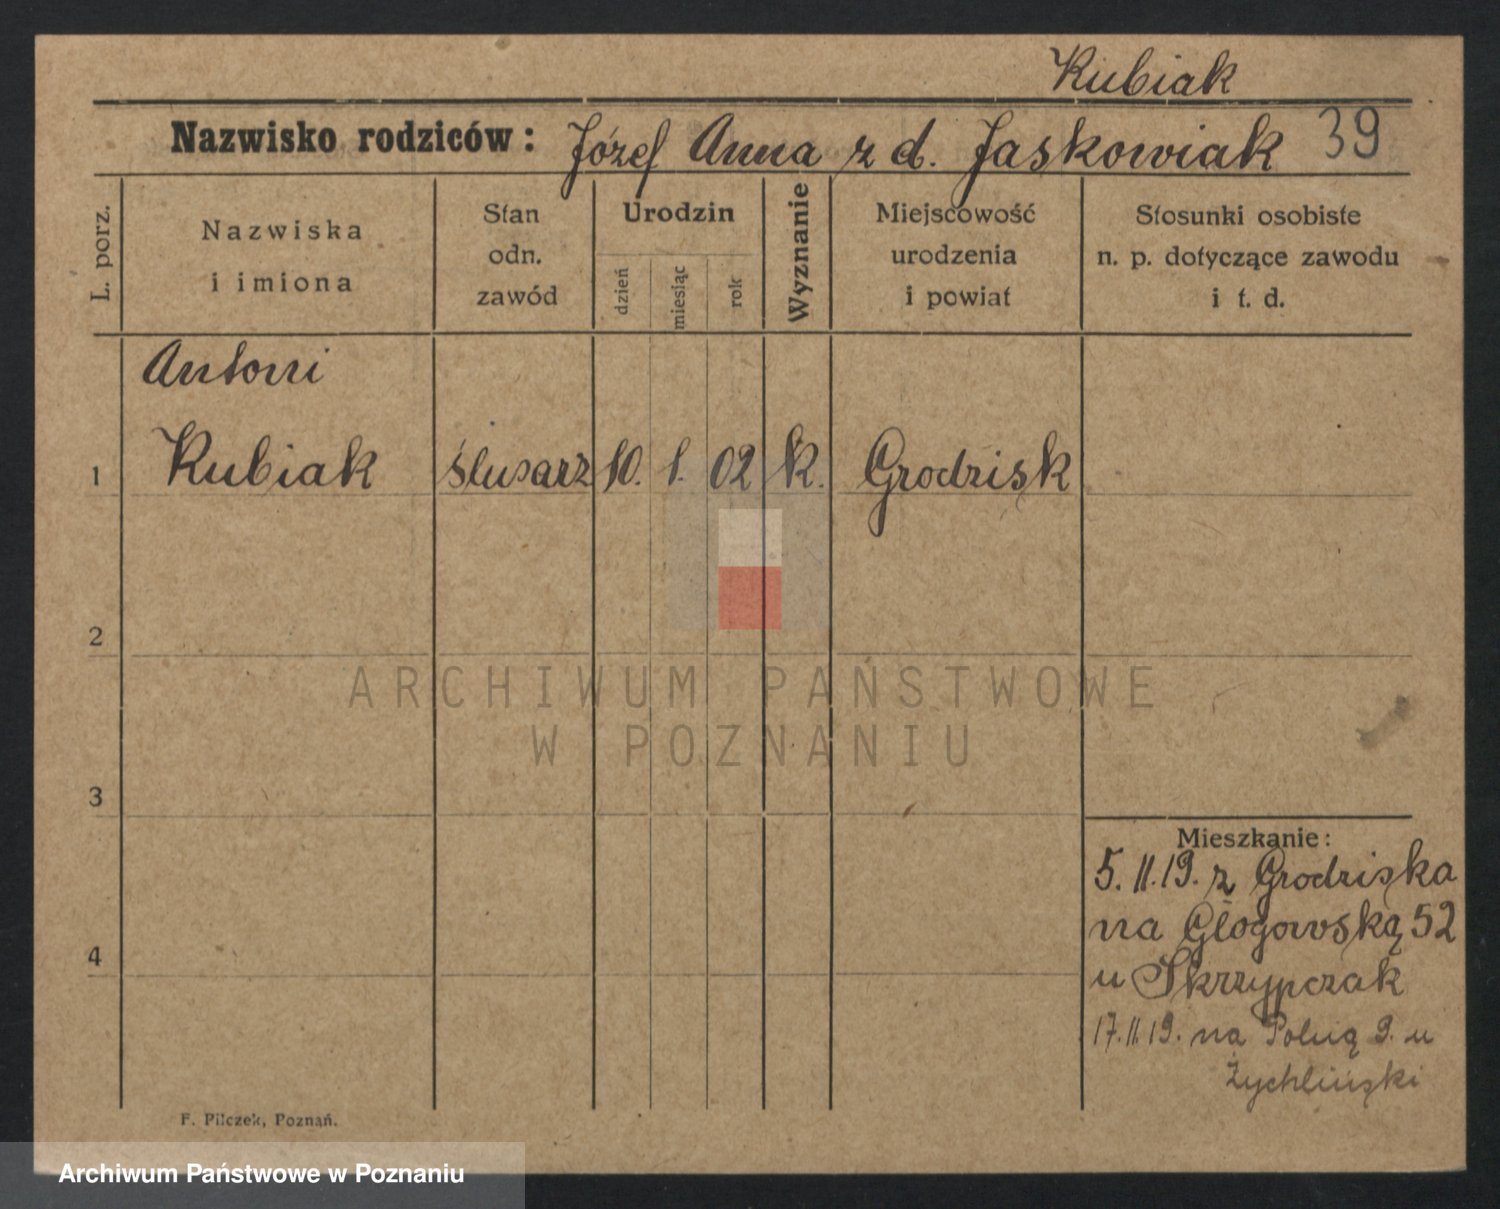 Kubiak
Nazwisko rodziców: Józef Anna z d. Jaskowiak 39
L. porz.
Nazwiska
i imiona
Stan
odn.
zawód
Urodzin
dzień
miesiąc
rok
Wyznanie
Miejscowość
urodzenia
i powiat
Stosunki osobiste
n. p. dotyczące zawodu
i t. d.
Antoni
1 Kubiak ślusarz 10. 1. 02 k. Grodzisk
2
ARCHIWUM PAŃSTWOWE
W POZNANIU
3
Mieszkanie:
5.11.19. z Grodziska
na Głogowską 52
4
u Skrzypczak
17.11.19. na Polną 9. u
Żychliński
F. Pilczek, Poznań.
Archiwum Państwowe w Poznaniu